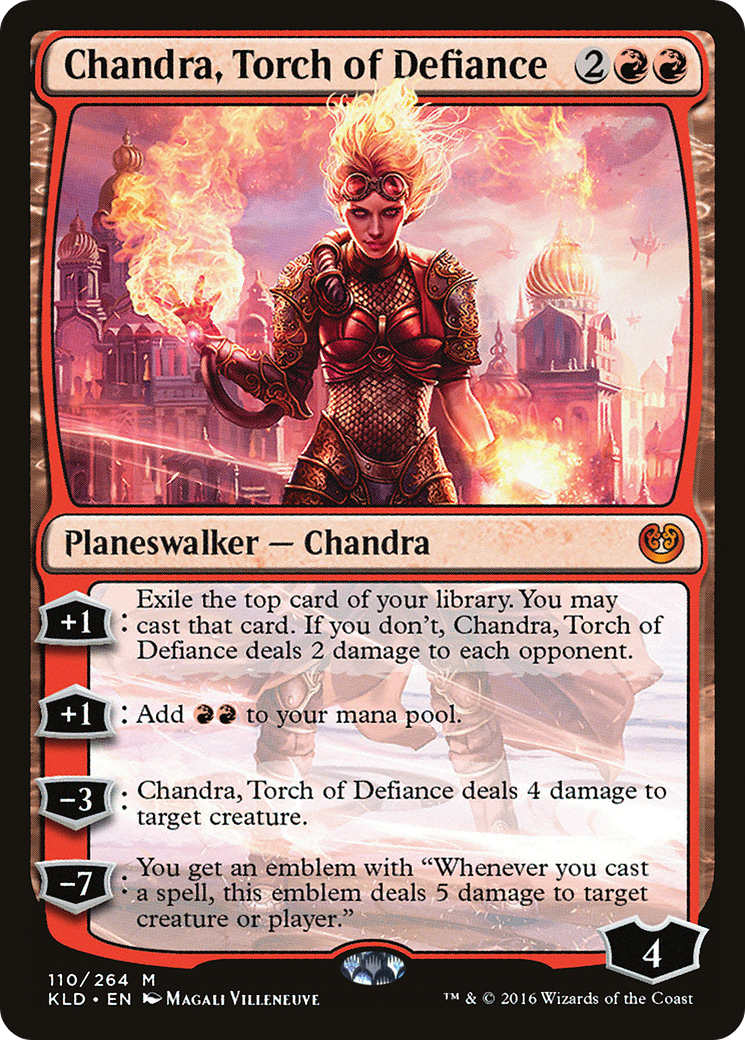 Chandra, Torch of Defiance 2
Planeswalker — Chandra
+1: Exile the top card of your library. You may
cast that card. If you don't, Chandra, Torch of
Defiance deals 2 damage to each opponent.
+1: Add to your mana pool.
−3: Chandra, Torch of Defiance deals 4 damage to
target creature.
−7: You get an emblem with “Whenever you cast
a spell, this emblem deals 5 damage to target
creature or player.”
4
110/264 M
KLD • EN Magali Villeneuve
™ & © 2016 Wizards of the Coast